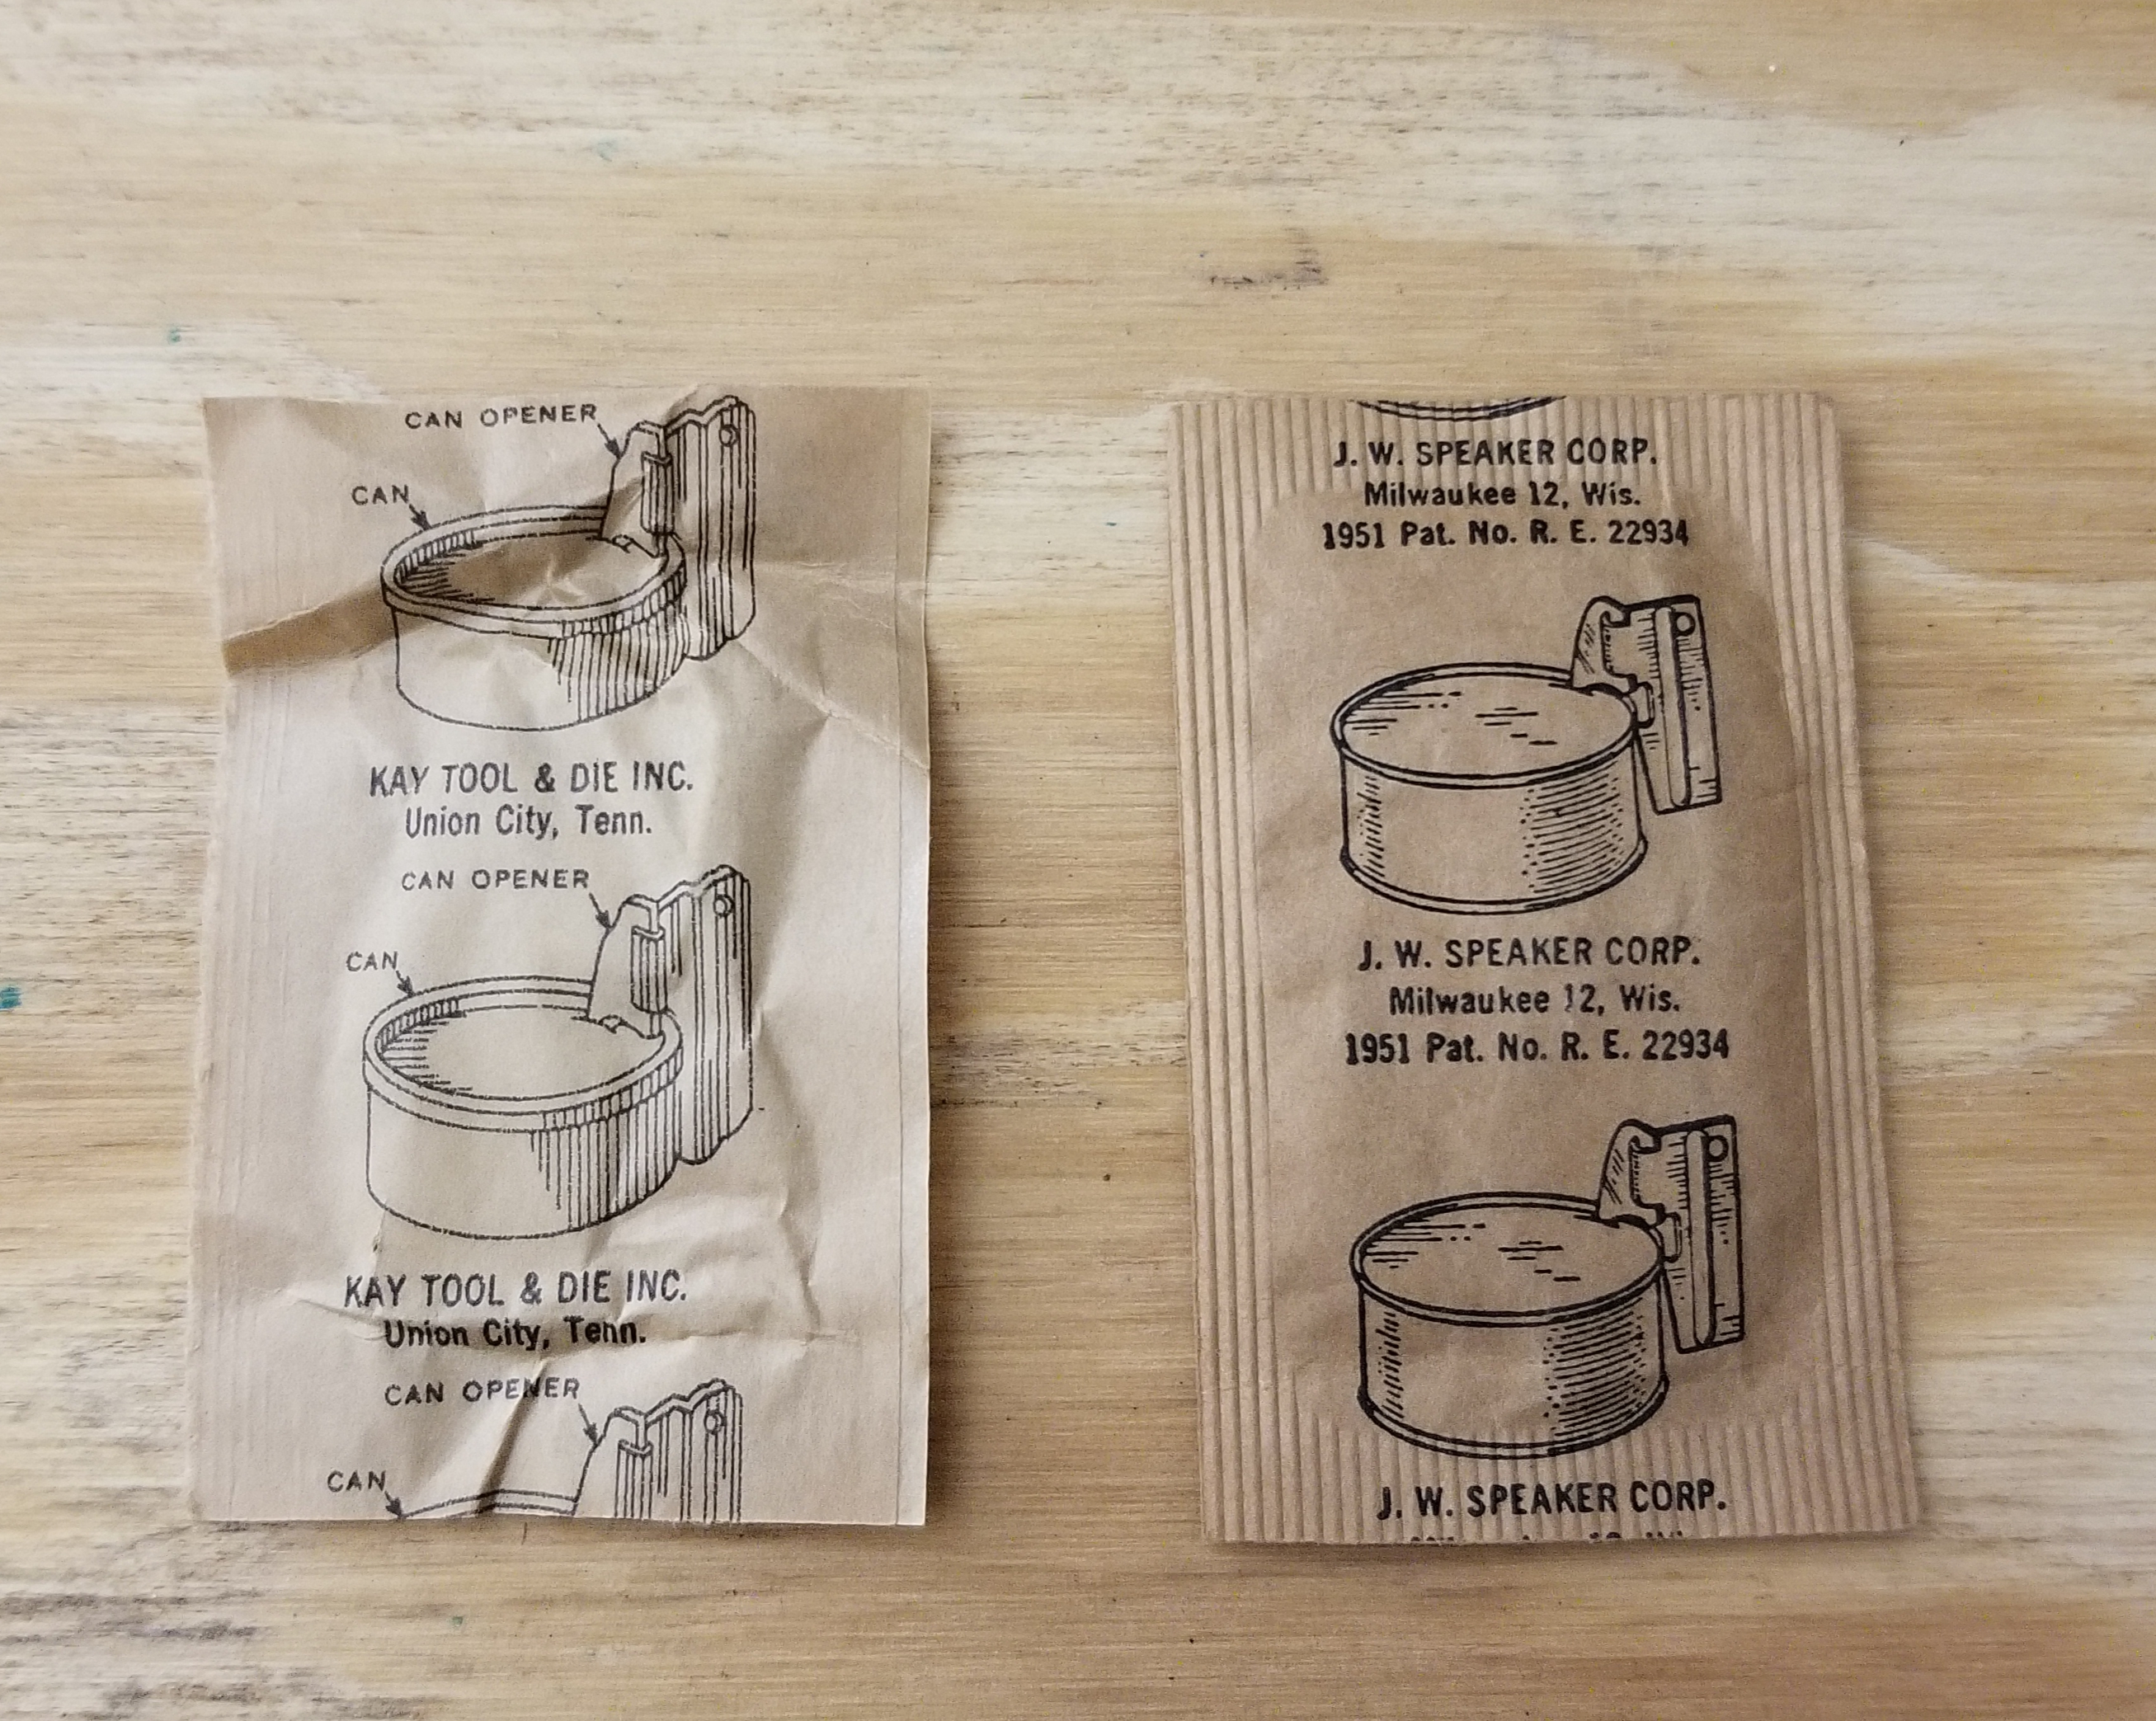 CAN OPENER
CAN
KAY TOOL & DIE INC.
Union City, Tenn.
CAN OPENER
CAN
KAY TOOL & DIE INC.
Union City, Tenn.
CAN OPENER
CAN
J. W. SPEAKER CORP.
Milwaukee 12, Wis.
1951 Pat. No. R. E. 22934
J. W. SPEAKER CORP.
Milwaukee 12, Wis.
1951 Pat. No. R. E. 22934
J. W. SPEAKER CORP.